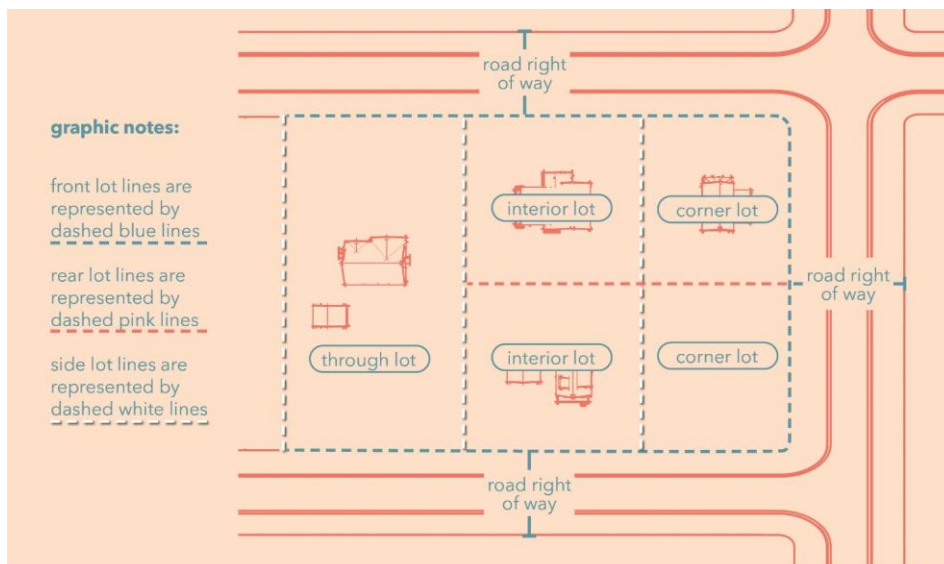 road right
of way
graphic notes:
front lot lines are
represented by
dashed blue lines
rear lot lines are
represented by
dashed pink lines
side lot lines are
represented by
dashed white lines
interior lot
corner lot
road right
of way
through lot
interior lot
corner lot
road right
of way